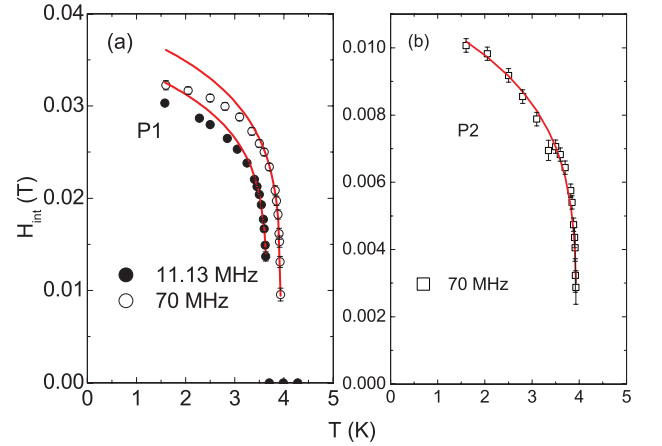 0.04
0.03
0.02
0.01
0.00
H_int (T)
(a)
P1
11.13 MHz
70 MHz
0 1 2 3 4 5
0.010
0.008
0.006
0.004
0.002
0.000
(b)
P2
70 MHz
0 1 2 3 4 5
T (K)